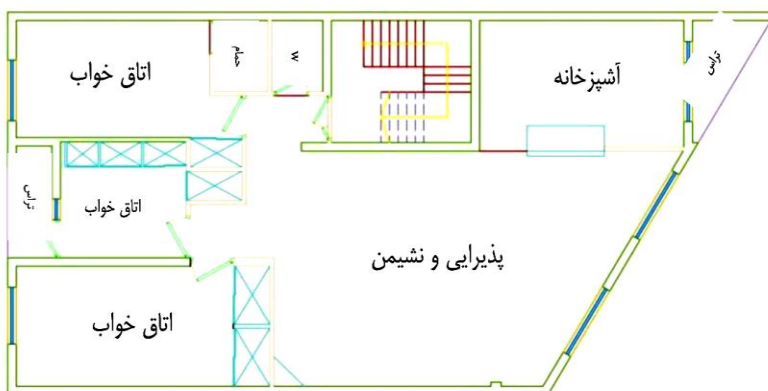 اتاق خواب
حمام
W
آشپزخانه
تراس
تراس
اتاق خواب
پذیرایی و نشیمن
اتاق خواب